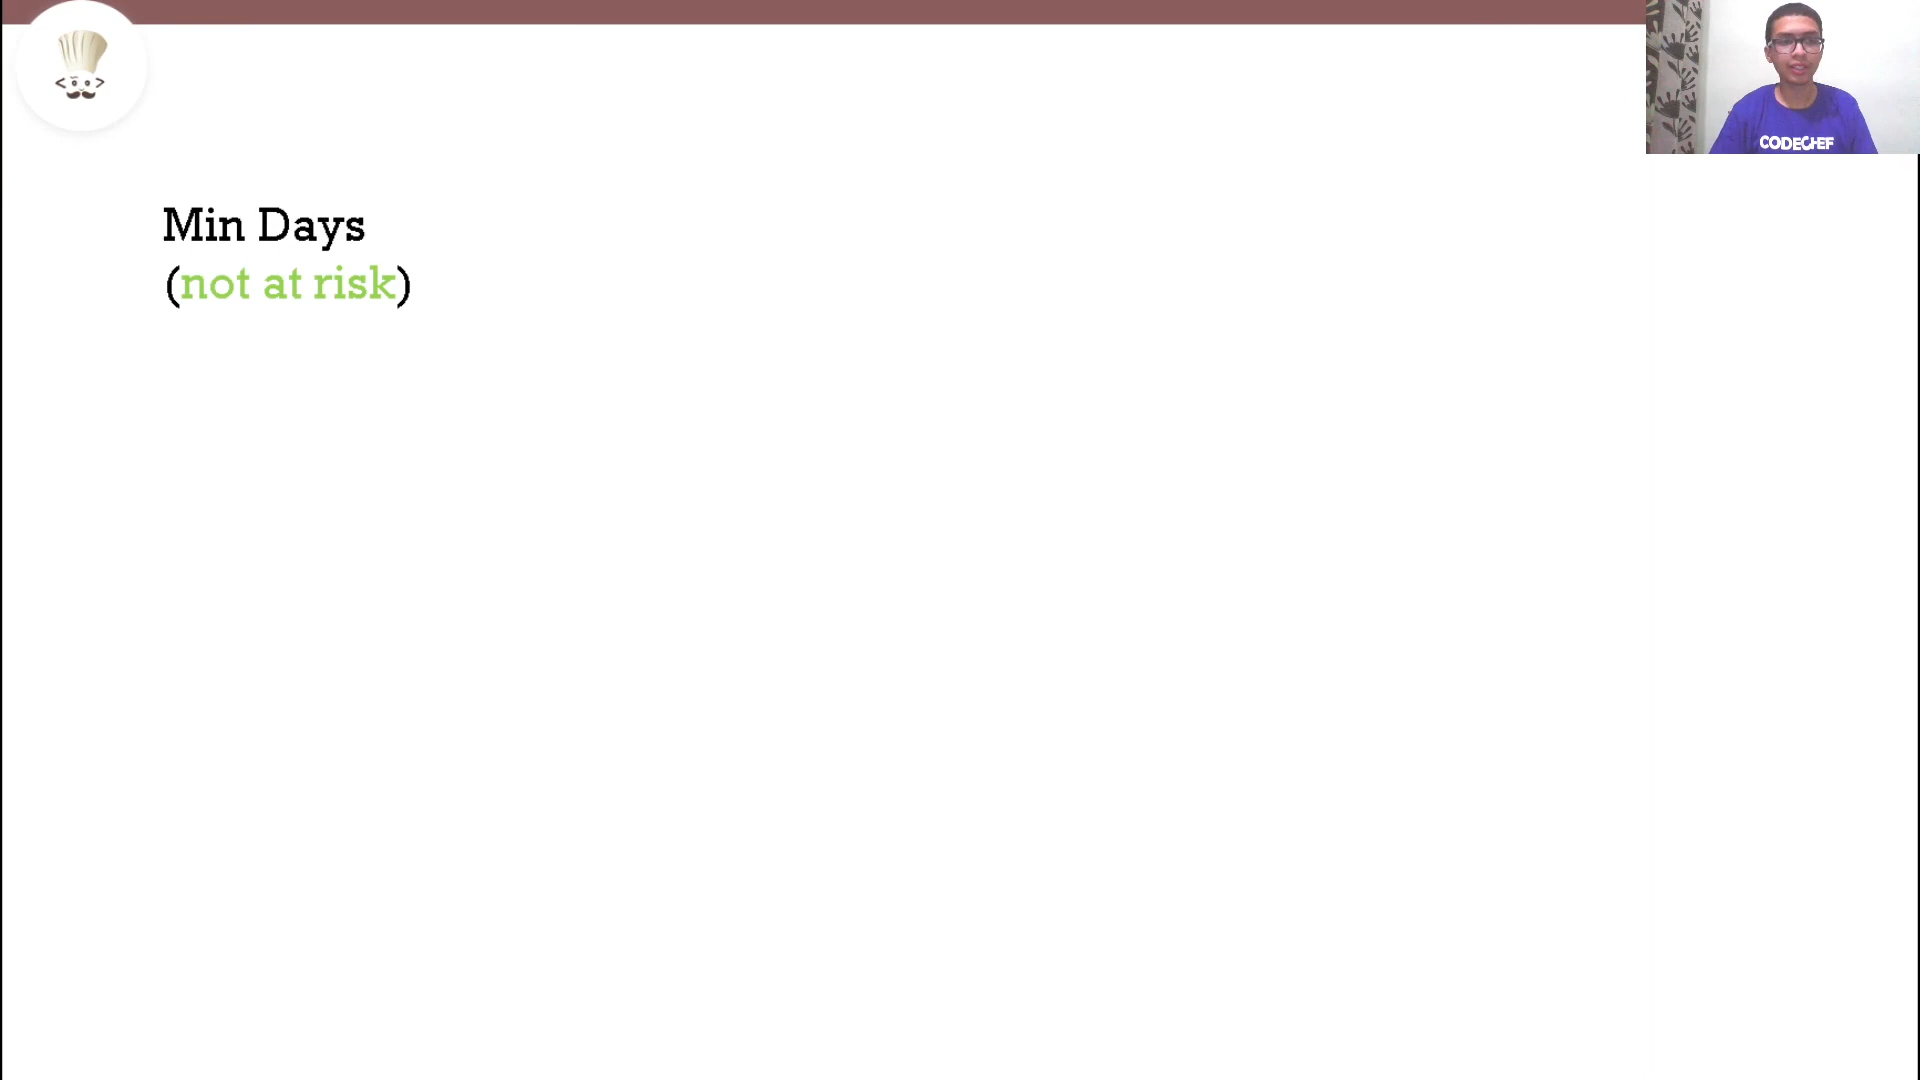 Min Days
(not at risk)
CODECHEF